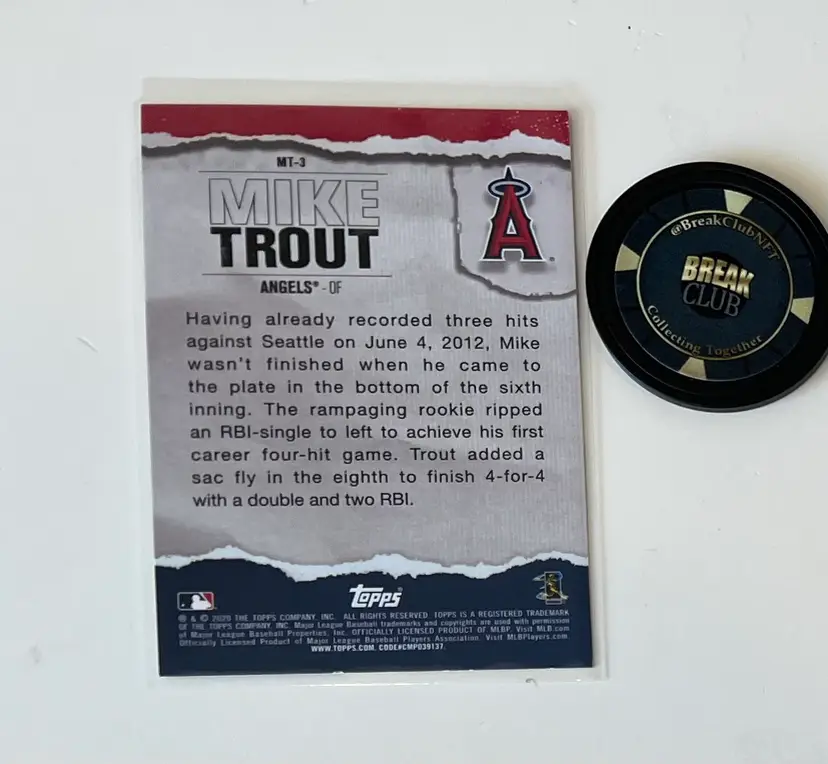 MT-3
MIKE
TROUT
ANGELS® - OF
A
Having already recorded three hits
against Seattle on June 4, 2012, Mike
wasn't finished when he came to
the plate in the bottom of the sixth
inning. The rampaging rookie ripped
an RBI-single to left to achieve his first
career four-hit game. Trout added a
sac fly in the eighth to finish 4-for-4
with a double and two RBI.
topps®
® & © 2020 THE TOPPS COMPANY, INC. ALL RIGHTS RESERVED. TOPPS IS A REGISTERED TRADEMARK
OF THE TOPPS COMPANY, INC. Major League Baseball trademarks and copyrights are used with permission
of Major League Baseball Properties, Inc. OFFICIALLY LICENSED PRODUCT OF MLBP. Visit MLB.com
Officially Licensed Product of Major League Baseball Players Association. Visit MLBPlayers.com
WWW.TOPPS.COM. CODE#CMP039137.
@BreakClubNFT
BREAK
CLUB
Collecting Together